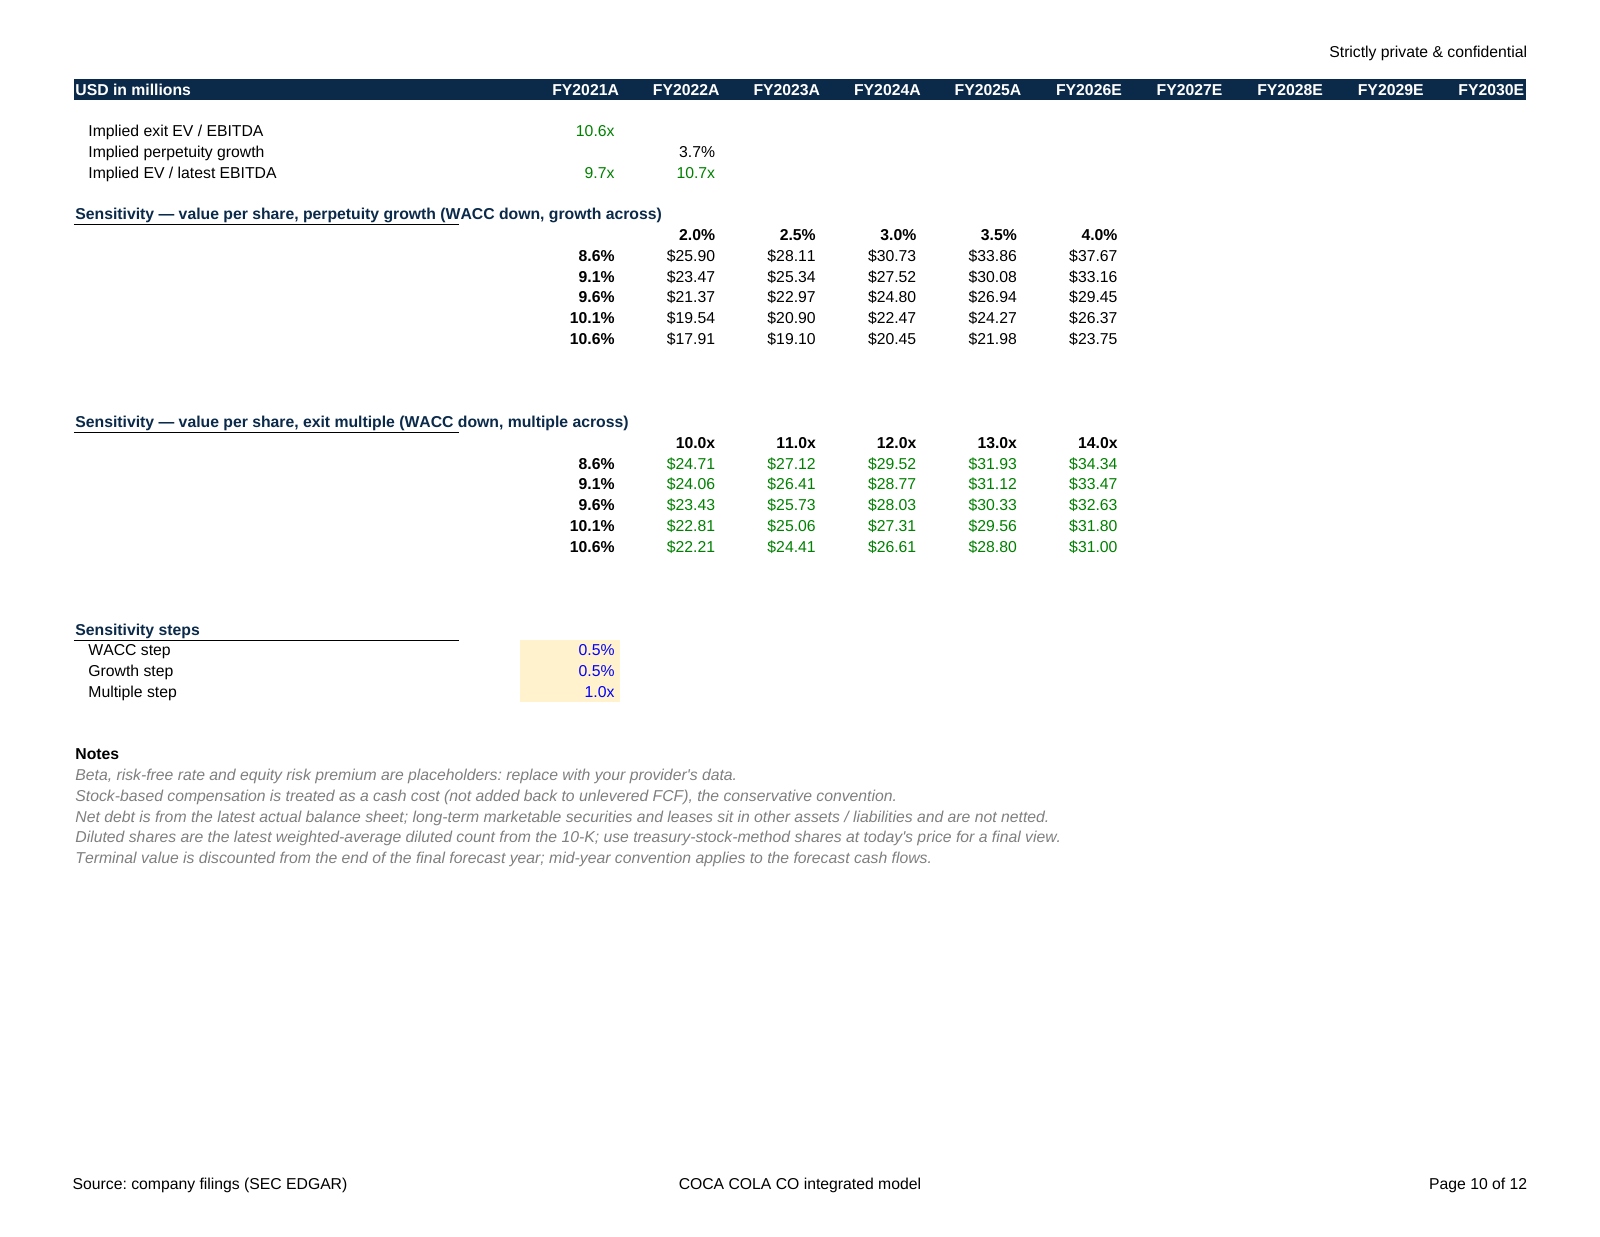 Strictly private & confidential
USD in millions FY2021A FY2022A FY2023A FY2024A FY2025A FY2026E FY2027E FY2028E FY2029E FY2030E
Implied exit EV / EBITDA 10.6x
Implied perpetuity growth 3.7%
Implied EV / latest EBITDA 9.7x 10.7x
Sensitivity — value per share, perpetuity growth (WACC down, growth across)
2.0% 2.5% 3.0% 3.5% 4.0%
8.6% $25.90 $28.11 $30.73 $33.86 $37.67
9.1% $23.47 $25.34 $27.52 $30.08 $33.16
9.6% $21.37 $22.97 $24.80 $26.94 $29.45
10.1% $19.54 $20.90 $22.47 $24.27 $26.37
10.6% $17.91 $19.10 $20.45 $21.98 $23.75
Sensitivity — value per share, exit multiple (WACC down, multiple across)
10.0x 11.0x 12.0x 13.0x 14.0x
8.6% $24.71 $27.12 $29.52 $31.93 $34.34
9.1% $24.06 $26.41 $28.77 $31.12 $33.47
9.6% $23.43 $25.73 $28.03 $30.33 $32.63
10.1% $22.81 $25.06 $27.31 $29.56 $31.80
10.6% $22.21 $24.41 $26.61 $28.80 $31.00
Sensitivity steps
WACC step 0.5%
Growth step 0.5%
Multiple step 1.0x
Notes
Beta, risk-free rate and equity risk premium are placeholders: replace with your provider's data.
Stock-based compensation is treated as a cash cost (not added back to unlevered FCF), the conservative convention.
Net debt is from the latest actual balance sheet; long-term marketable securities and leases sit in other assets / liabilities and are not netted.
Diluted shares are the latest weighted-average diluted count from the 10-K; use treasury-stock-method shares at today's price for a final view.
Terminal value is discounted from the end of the final forecast year; mid-year convention applies to the forecast cash flows.
Source: company filings (SEC EDGAR) COCA COLA CO integrated model Page 10 of 12